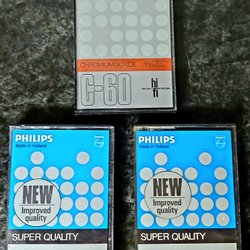 CHROMIUMDIOXIDE
C-60
hi
fi
PHILIPS
Made in Holland
NEW
Improved
quality
SUPER QUALITY
PHILIPS
Made in Holland
NEW
Improved
quality
SUPER QUALITY